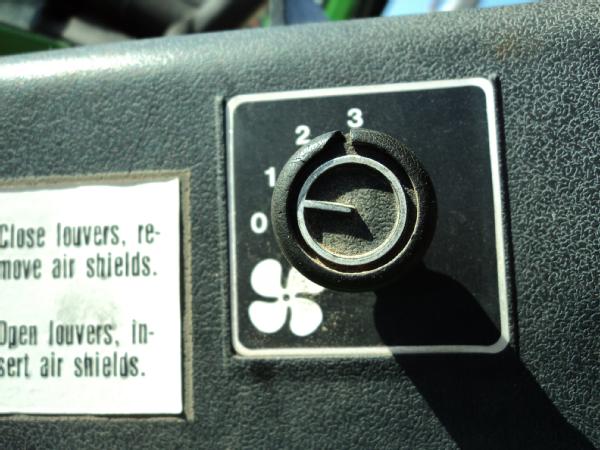 3
2
1
0
Close louvers, re-
move air shields.
Open louvers, in-
sert air shields.